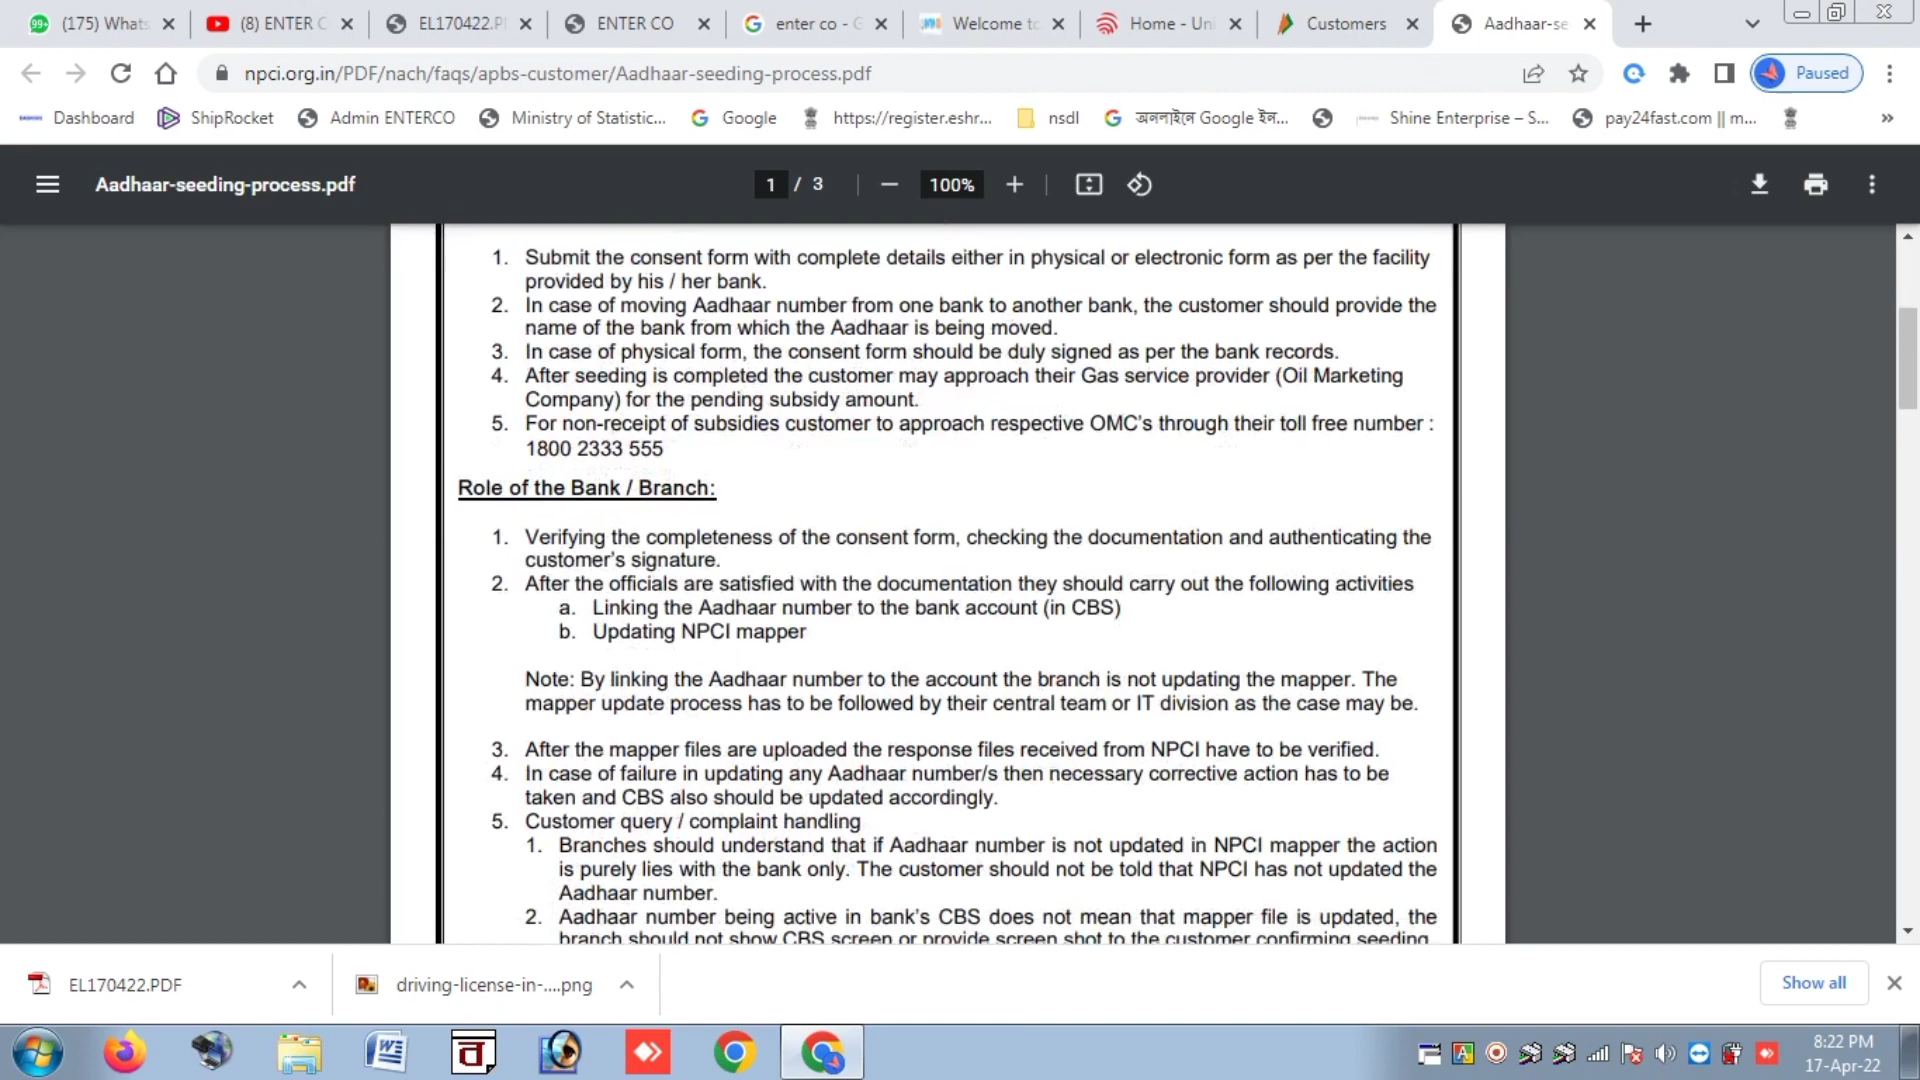 (175) Whats
(8) ENTER C
EL170422.P
ENTER CO
enter co - G
Welcome to
Home - Uni
Customers
Aadhaar-se
npci.org.in/PDF/nach/faqs/apbs-customer/Aadhaar-seeding-process.pdf
Paused
Dashboard
ShipRocket
Admin ENTERCO
Ministry of Statistic...
Google
https://register.eshr...
nsdl
অনলাইনে Google ইন...
Shine Enterprise – S...
pay24fast.com || m...
Aadhaar-seeding-process.pdf
1 / 3
100%
1. Submit the consent form with complete details either in physical or electronic form as per the facility
provided by his / her bank.
2. In case of moving Aadhaar number from one bank to another bank, the customer should provide the
name of the bank from which the Aadhaar is being moved.
3. In case of physical form, the consent form should be duly signed as per the bank records.
4. After seeding is completed the customer may approach their Gas service provider (Oil Marketing
Company) for the pending subsidy amount.
5. For non-receipt of subsidies customer to approach respective OMC's through their toll free number :
1800 2333 555
Role of the Bank / Branch:
1. Verifying the completeness of the consent form, checking the documentation and authenticating the
customer's signature.
2. After the officials are satisfied with the documentation they should carry out the following activities
a. Linking the Aadhaar number to the bank account (in CBS)
b. Updating NPCI mapper
Note: By linking the Aadhaar number to the account the branch is not updating the mapper. The
mapper update process has to be followed by their central team or IT division as the case may be.
3. After the mapper files are uploaded the response files received from NPCI have to be verified.
4. In case of failure in updating any Aadhaar number/s then necessary corrective action has to be
taken and CBS also should be updated accordingly.
5. Customer query / complaint handling
1. Branches should understand that if Aadhaar number is not updated in NPCI mapper the action
is purely lies with the bank only. The customer should not be told that NPCI has not updated the
Aadhaar number.
2. Aadhaar number being active in bank's CBS does not mean that mapper file is updated, the
branch should not show CBS screen or provide screen shot to the customer confirming seeding.
EL170422.PDF
driving-license-in-....png
Show all
8:22 PM
17-Apr-22